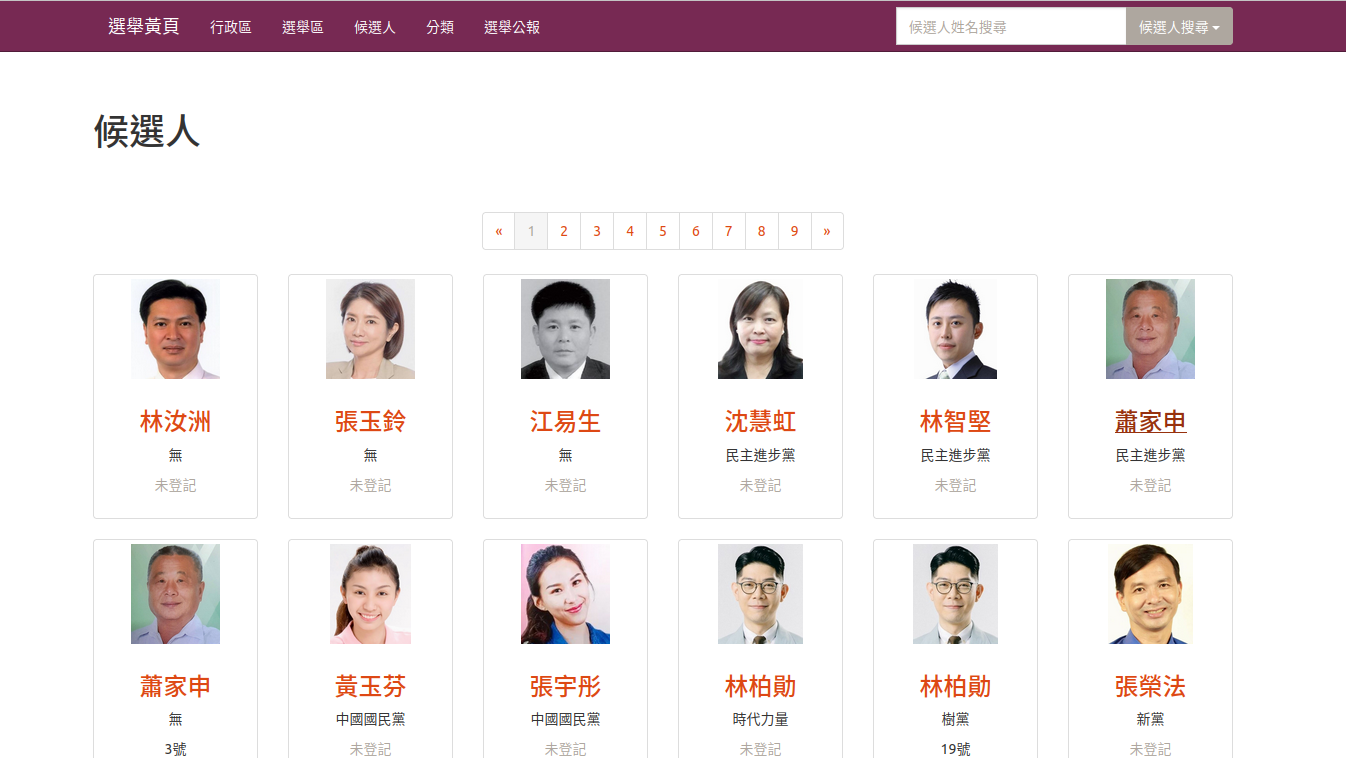 選舉黃頁 行政區 選舉區 候選人 分類 選舉公報 候選人姓名搜尋 候選人搜尋
候選人
« 1 2 3 4 5 6 7 8 9 »
林汝洲 張玉鈴 江易生 沈慧虹 林智堅 蕭家申
無 無 無 民主進步黨 民主進步黨 民主進步黨
未登記 未登記 未登記 未登記 未登記 未登記
蕭家申 黃玉芬 張宇彤 林柏勛 林柏勛 張榮法
無 中國國民黨 中國國民黨 時代力量 樹黨 新黨
3號 未登記 未登記 未登記 19號 未登記